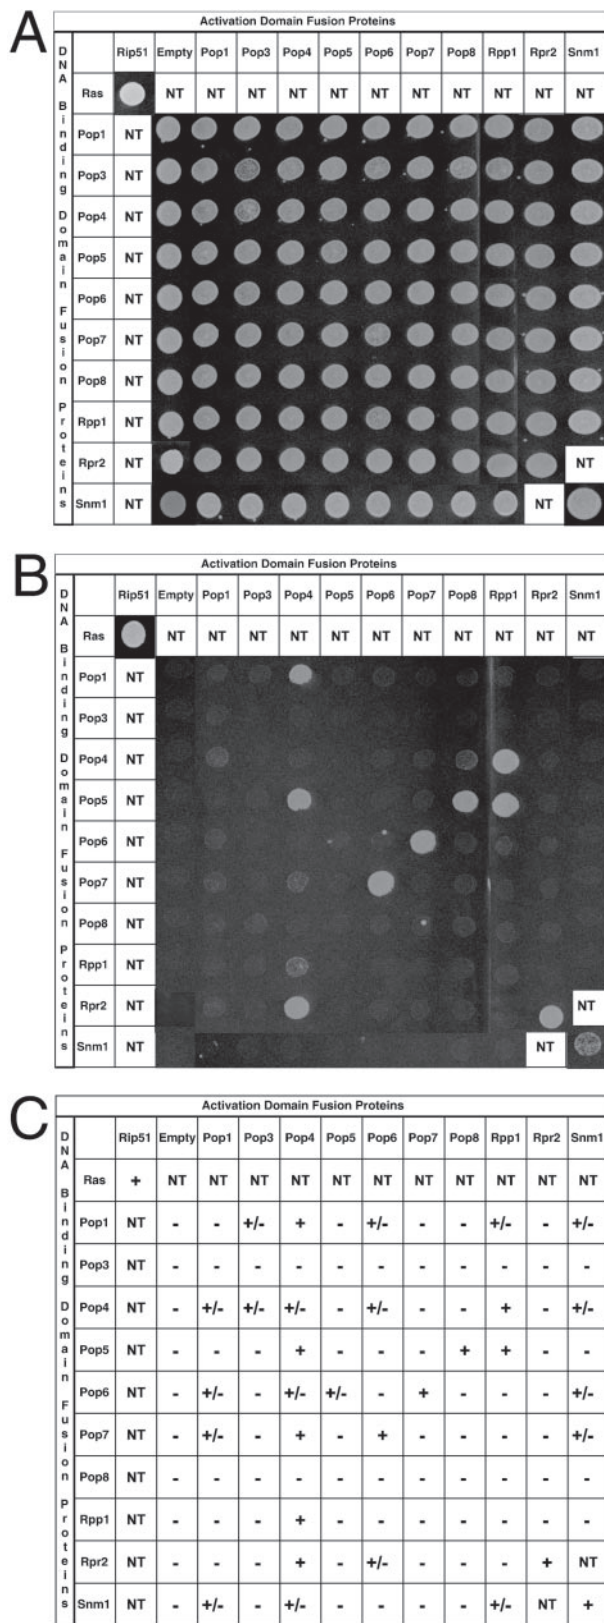 A
Activation Domain Fusion Proteins
DNA Binding Domain Fusion Proteins
Rip51 Empty Pop1 Pop3 Pop4 Pop5 Pop6 Pop7 Pop8 Rpp1 Rpr2 Snm1
Ras NT NT NT NT NT NT NT NT NT NT NT
Pop1 NT
Pop3 NT
Pop4 NT
Pop5 NT
Pop6 NT
Pop7 NT
Pop8 NT
Rpp1 NT
Rpr2 NT NT
Snm1 NT NT
B
Activation Domain Fusion Proteins
DNA Binding Domain Fusion Proteins
Rip51 Empty Pop1 Pop3 Pop4 Pop5 Pop6 Pop7 Pop8 Rpp1 Rpr2 Snm1
Ras NT NT NT NT NT NT NT NT NT NT NT
Pop1 NT
Pop3 NT
Pop4 NT
Pop5 NT
Pop6 NT
Pop7 NT
Pop8 NT
Rpp1 NT
Rpr2 NT NT
Snm1 NT NT
C
Activation Domain Fusion Proteins
DNA Binding Domain Fusion Proteins
Rip51 Empty Pop1 Pop3 Pop4 Pop5 Pop6 Pop7 Pop8 Rpp1 Rpr2 Snm1
Ras + NT NT NT NT NT NT NT NT NT NT NT
Pop1 NT - - +/- + - +/- - - +/- - +/-
Pop3 NT - - - - - - - - - - -
Pop4 NT - +/- +/- +/- - +/- - - + - +/-
Pop5 NT - - - + - - - + + - -
Pop6 NT - +/- - +/- +/- - + - - - +/-
Pop7 NT - +/- - + - + - - - - +/-
Pop8 NT - - - - - - - - - - -
Rpp1 NT - - - + - - - - - - -
Rpr2 NT - - - + - +/- - - - + NT
Snm1 NT - +/- - +/- - - - - +/- NT +